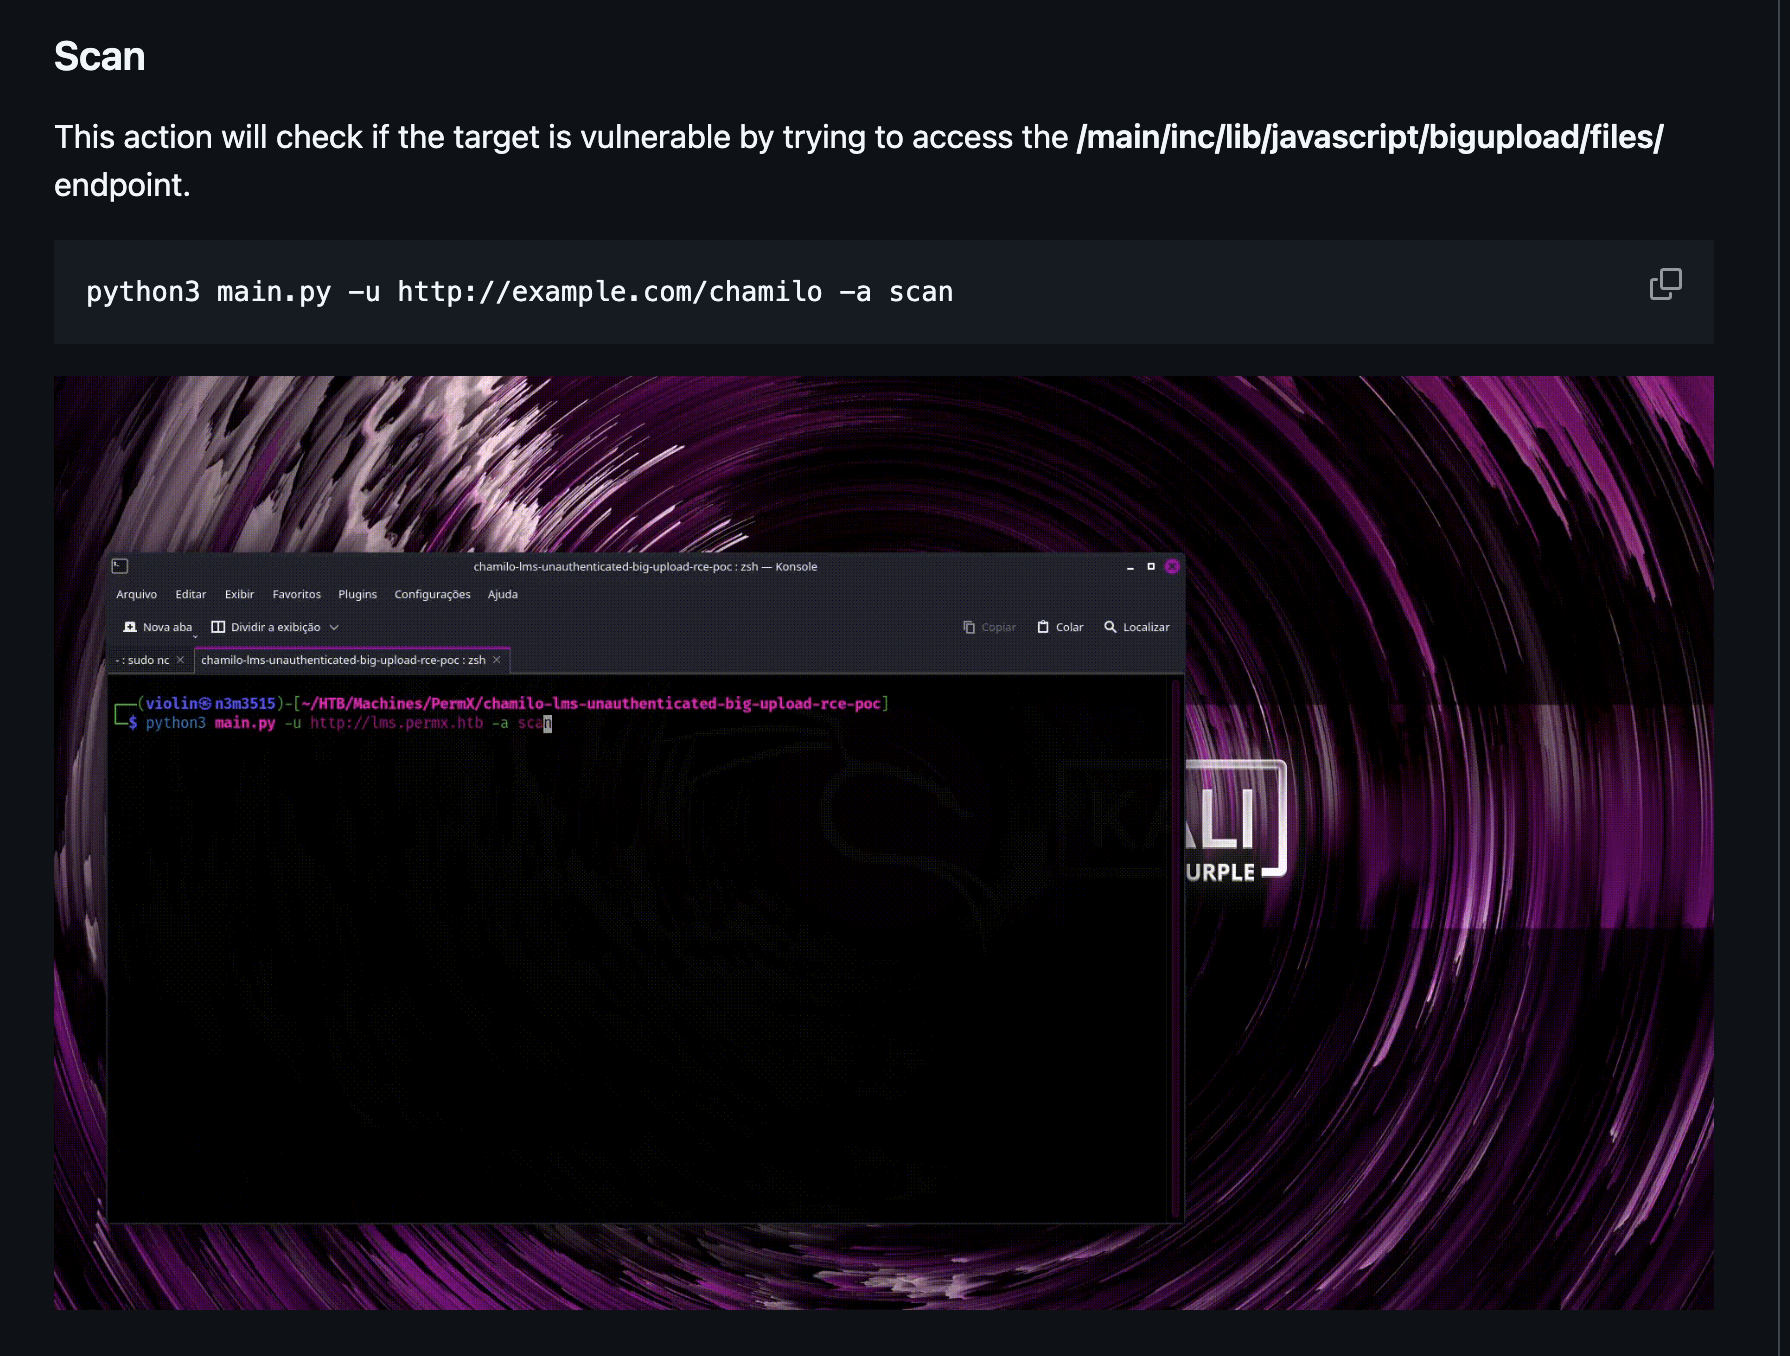 Scan
This action will check if the target is vulnerable by trying to access the /main/inc/lib/javascript/bigupload/files/
endpoint.
python3 main.py -u http://example.com/chamilo -a scan
chamilo-lms-unauthenticated-big-upload-rce-poc : zsh — Konsole
Arquivo Editar Exibir Favoritos Plugins Configurações Ajuda
Nova aba Dividir a exibição Copiar Colar Localizar
- : sudo nc × chamilo-lms-unauthenticated-big-upload-rce-poc : zsh ×
┌──(violin㉿n3m3515)-[~/HTB/Machines/PermX/chamilo-lms-unauthenticated-big-upload-rce-poc]
└─$ python3 main.py -u http://lms.permx.htb -a scan
ALI
URPLE